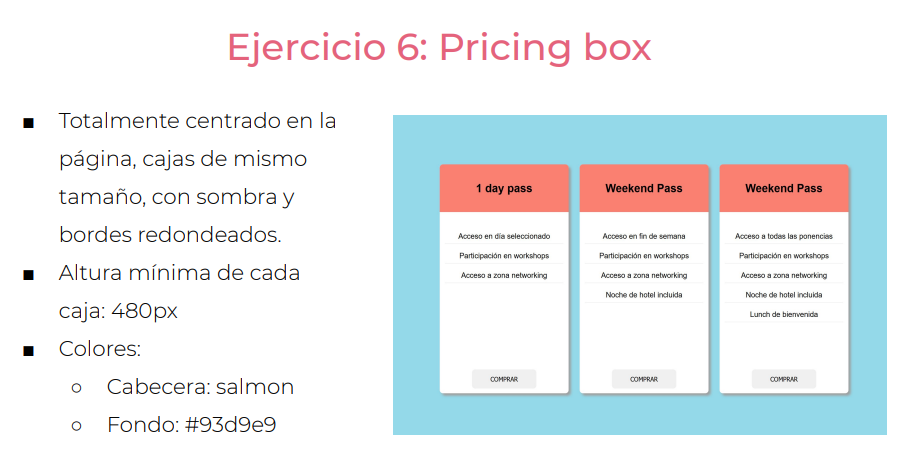 Ejercicio 6: Pricing box
■ Totalmente centrado en la
página, cajas de mismo
tamaño, con sombra y
bordes redondeados.
■ Altura mínima de cada
caja: 480px
■ Colores:
○ Cabecera: salmon
○ Fondo: #93d9e9
1 day pass
Acceso en día seleccionado
Participación en workshops
Acceso a zona networking
COMPRAR
Weekend Pass
Acceso en fin de semana
Participación en workshops
Acceso a zona networking
Noche de hotel incluida
COMPRAR
Weekend Pass
Acceso a todas las ponencias
Participación en workshops
Acceso a zona networking
Noche de hotel incluida
Lunch de bienvenida
COMPRAR